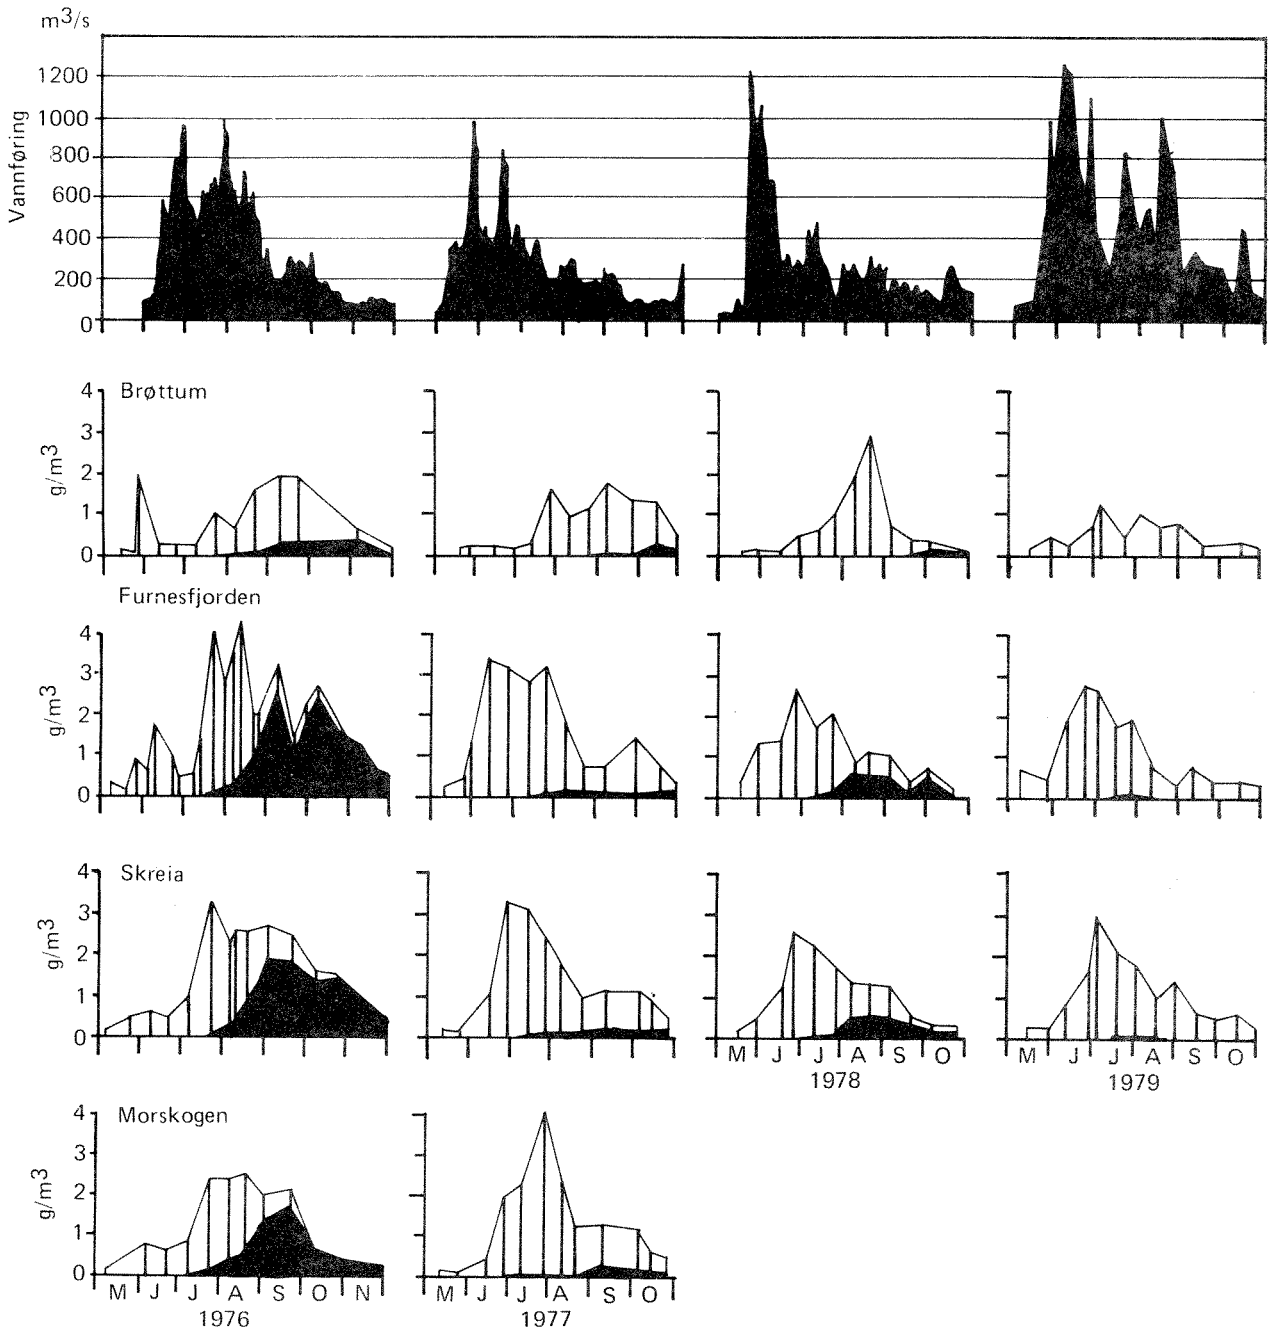 m3/s
1200
1000
800
600
400
200
0
Vannføring
Brøttum
4
3
2
1
0
g/m3
Furnesfjorden
4
3
2
1
0
g/m3
Skreia
4
3
2
1
0
g/m3
M J J A S O
1978
M J J A S O
1979
Morskogen
4
3
2
1
0
g/m3
M J J A S O N
1976
M J J A S O
1977